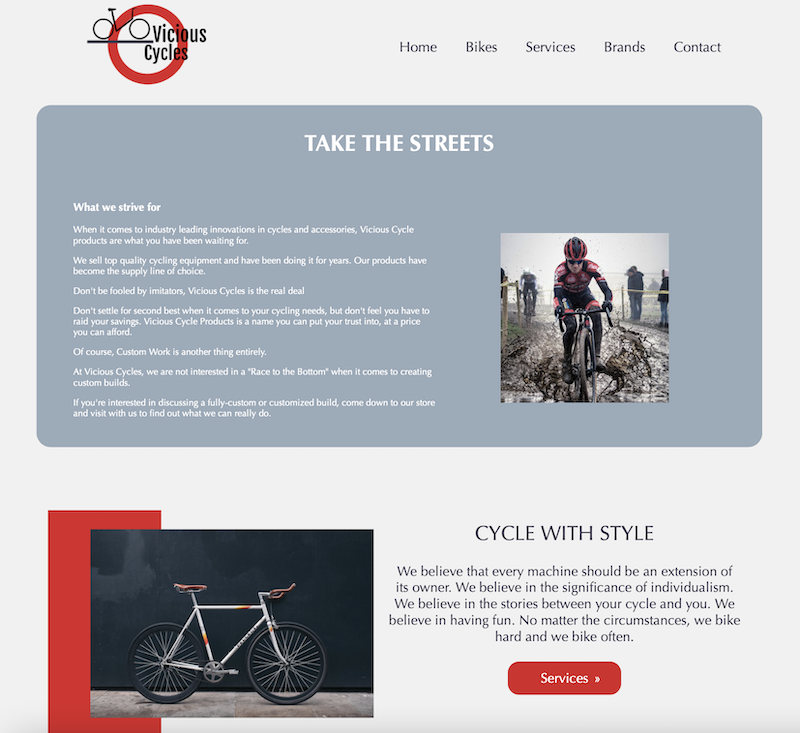 Vicious
Cycles
Home Bikes Services Brands Contact
TAKE THE STREETS
What we strive for
When it comes to industry leading innovations in cycles and accessories, Vicious Cycle
products are what you have been waiting for.
We sell top quality cycling equipment and have been doing it for years. Our products have
become the supply line of choice.
Don't be fooled by imitators, Vicious Cycles is the real deal
Don't settle for second best when it comes to your cycling needs, but don't feel you have to
raid your savings. Vicious Cycle Products is a name you can put your trust into, at a price
you can afford.
Of course, Custom Work is another thing entirely.
At Vicious Cycles, we are not interested in a "Race to the Bottom" when it comes to creating
custom builds.
If you're interested in discussing a fully-custom or customized build, come down to our store
and visit with us to find out what we can really do.
CYCLE WITH STYLE
We believe that every machine should be an extension of
its owner. We believe in the significance of individualism.
We believe in the stories between your cycle and you. We
believe in having fun. No matter the circumstances, we bike
hard and we bike often.
Services »